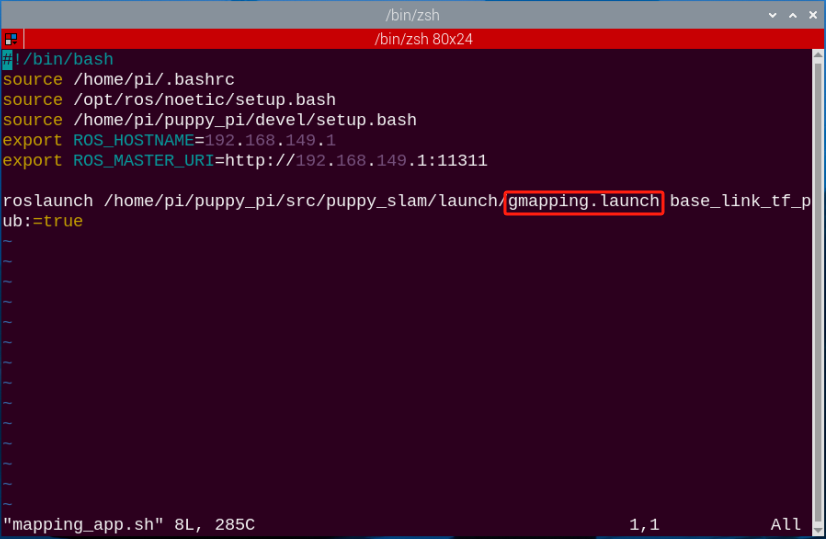 /bin/zsh
/bin/zsh 80x24
#!/bin/bash
source /home/pi/.bashrc
source /opt/ros/noetic/setup.bash
source /home/pi/puppy_pi/devel/setup.bash
export ROS_HOSTNAME=192.168.149.1
export ROS_MASTER_URI=http://192.168.149.1:11311
roslaunch /home/pi/puppy_pi/src/puppy_slam/launch/gmapping.launch base_link_tf_p
ub:=true
~
~
~
~
~
~
~
~
~
~
~
~
~
~
"mapping_app.sh" 8L, 285C 1,1 All